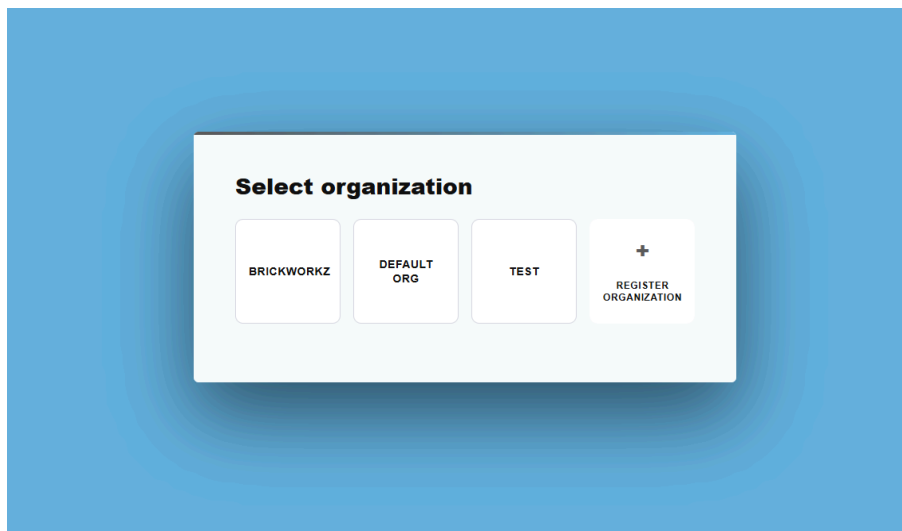 Select organization
BRICKWORKZ
DEFAULT
ORG
TEST
+
REGISTER
ORGANIZATION